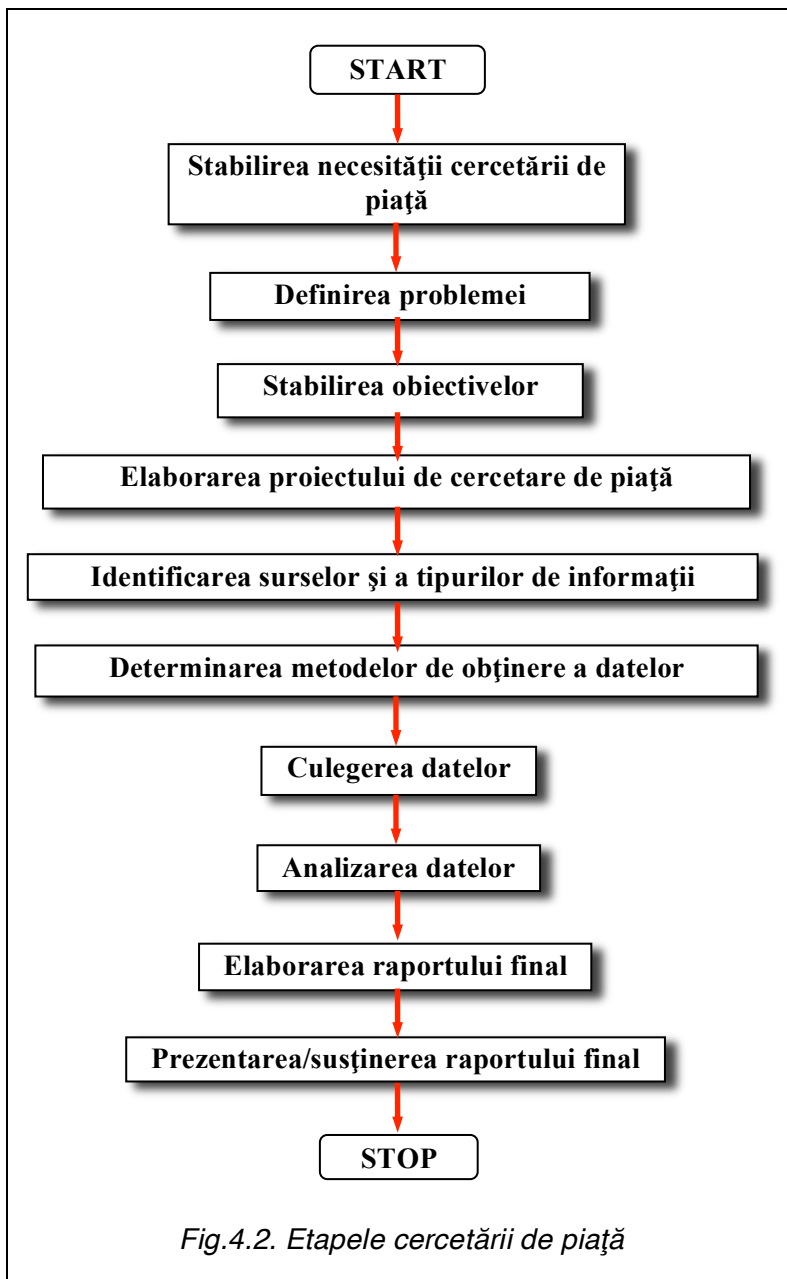 START
Stabilirea necesităţii cercetării de
piaţă
Definirea problemei
Stabilirea obiectivelor
Elaborarea proiectului de cercetare de piaţă
Identificarea surselor şi a tipurilor de informaţii
Determinarea metodelor de obţinere a datelor
Culegerea datelor
Analizarea datelor
Elaborarea raportului final
Prezentarea/susţinerea raportului final
STOP
Fig.4.2. Etapele cercetării de piaţă